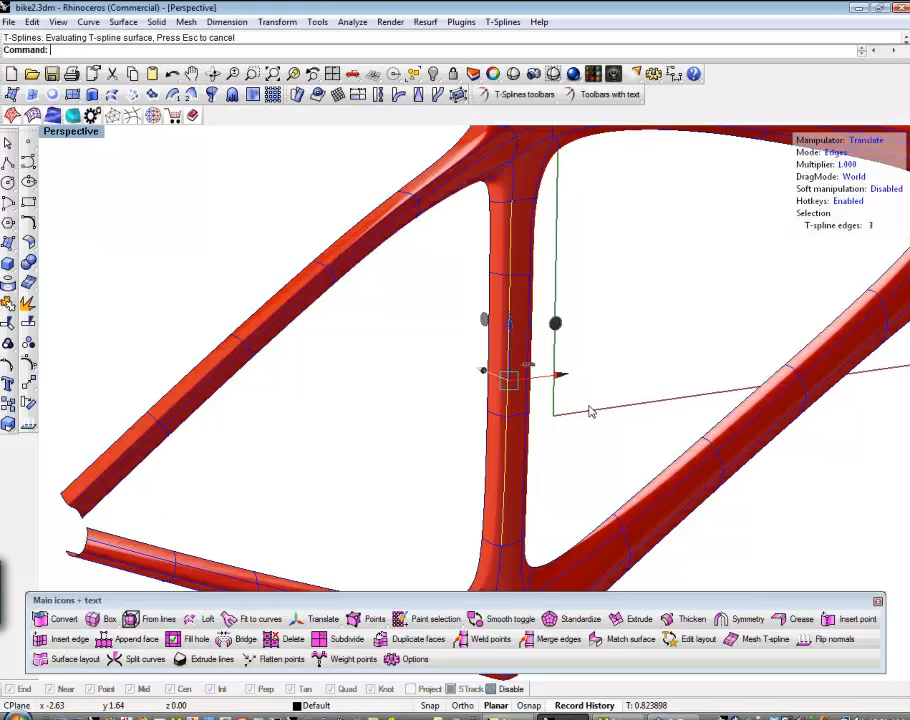 bike2.3dm - Rhinoceros (Commercial) - [Perspective]
File Edit View Curve Surface Solid Mesh Dimension Transform Tools Analyze Render Resurf Plugins T-Splines Help
T-Splines: Evaluating T-spline surface, Press Esc to cancel
Command:
T-Splines toolbars Toolbars with text
Perspective
Manipulator: Translate
Mode: Edges
Multiplier: 1.000
DragMode: World
Soft manipulation: Disabled
Hotkeys: Enabled
Selection
T-spline edges: 3
Main icons + text
Convert Box From lines Loft Fit to curves Translate Points Paint selection Smooth toggle Standardize Extrude Thicken Symmetry Crease Insert point
Insert edge Append face Fill hole Bridge Delete Subdivide Duplicate faces Weld points Merge edges Match surface Edit layout Mesh T-spline Flip normals
Surface layout Split curves Extrude lines Flatten points Weight points Options
End Near Point Mid Cen Int Perp Tan Quad Knot Project STrack Disable
CPlane x -2.63 y 1.64 z 0.00 Default Snap Ortho Planar Osnap Record History T:0.823898